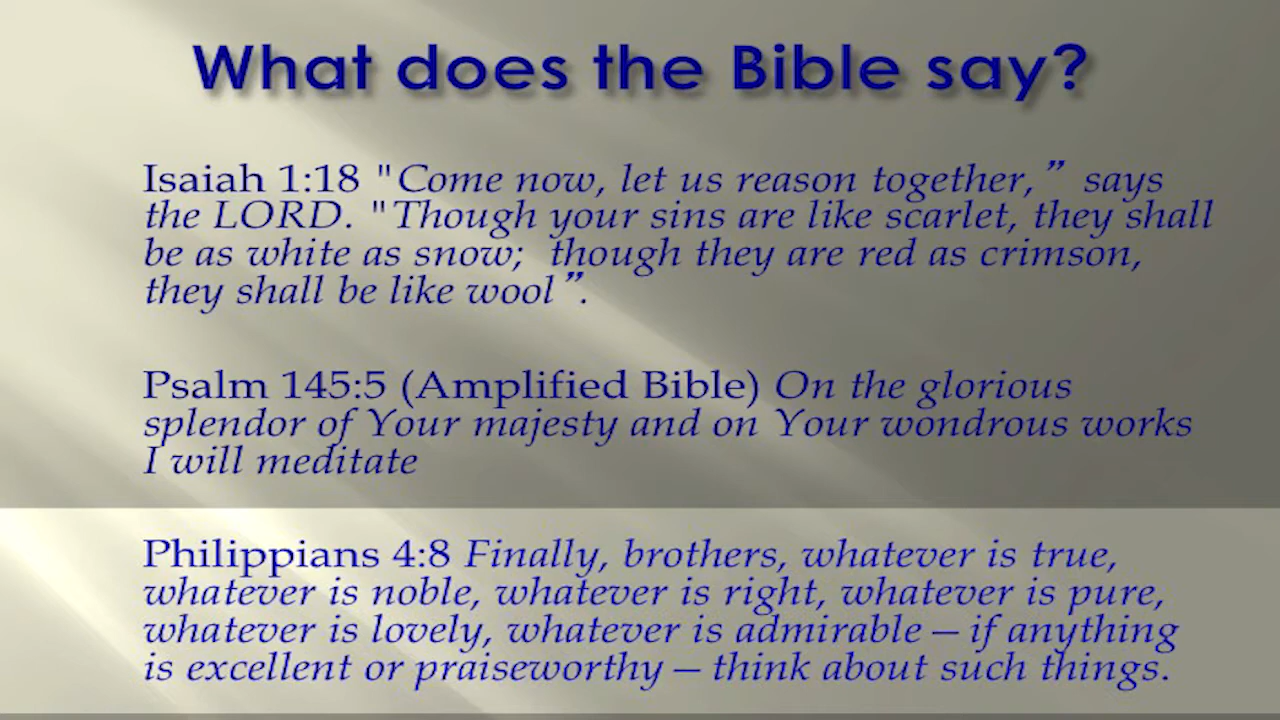 What does the Bible say?
Isaiah 1:18 "Come now, let us reason together,” says
the LORD. "Though your sins are like scarlet, they shall
be as white as snow; though they are red as crimson,
they shall be like wool”.
Psalm 145:5 (Amplified Bible) On the glorious
splendor of Your majesty and on Your wondrous works
I will meditate
Philippians 4:8 Finally, brothers, whatever is true,
whatever is noble, whatever is right, whatever is pure,
whatever is lovely, whatever is admirable—if anything
is excellent or praiseworthy—think about such things.